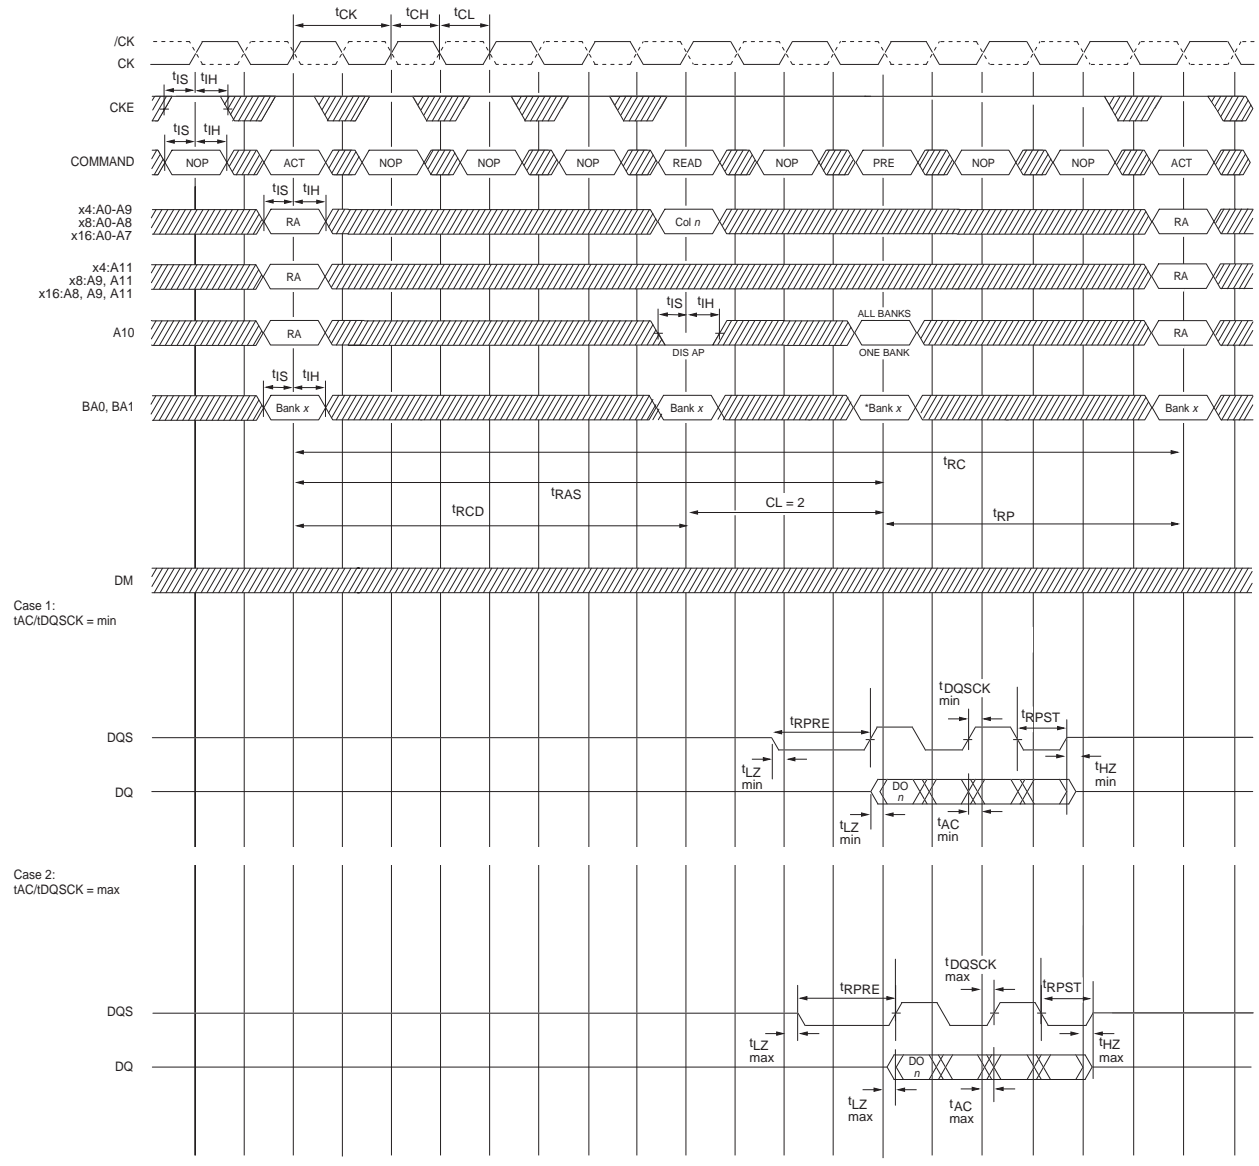 tCK tCH tCL
/CK
CK
tIS tIH
CKE
tIS tIH
COMMAND NOP ACT NOP NOP NOP READ NOP PRE NOP NOP ACT
tIS tIH
x4:A0-A9
x8:A0-A8
x16:A0-A7
RA Col n RA
x4:A11
x8:A9, A11
x16:A8, A9, A11
RA RA
tIS tIH
ALL BANKS
A10 RA RA
DIS AP ONE BANK
tIS tIH
BA0, BA1 Bank x Bank x *Bank x Bank x
tRC
tRAS
CL = 2
tRCD tRP
DM
Case 1:
tAC/tDQSCK = min
tDQSCK
min
tRPRE tRPST
DQS
tLZ
min
tHZ
min
DQ DO
n
tLZ
min
tAC
min
Case 2:
tAC/tDQSCK = max
tDQSCK
max
tRPRE tRPST
DQS
tLZ
max
tHZ
max
DQ DO
n
tLZ
max
tAC
max